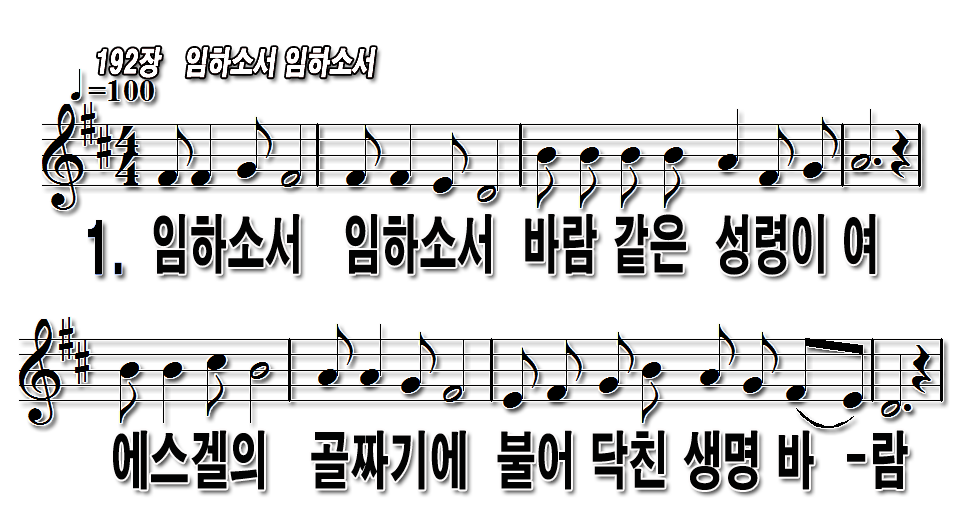 192장 임하소서 임하소서
♩=100
4
4
1. 임하소서 임하소서 바람 같은 성령이 여
에스겔의 골짜기에 불어 닥친 생명 바 -람